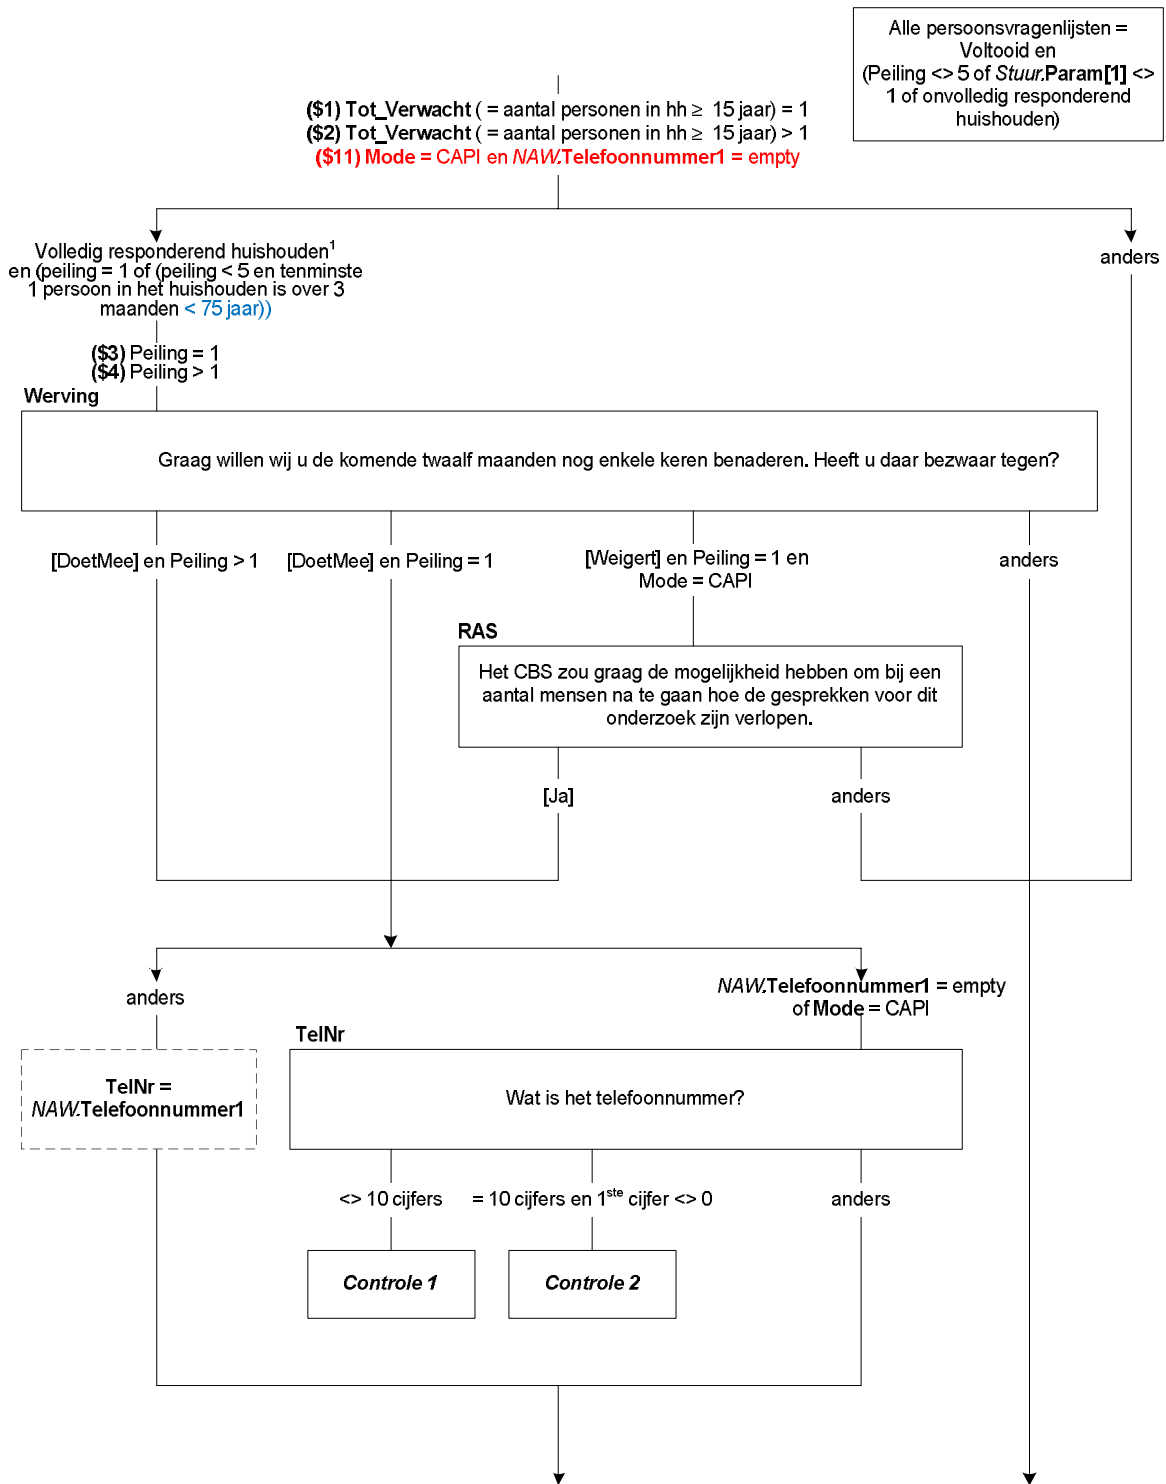 Alle persoonsvragenlijsten =
Voltooid en
(Peiling <> 5 of Stuur.Param[1] <>
1 of onvolledig responderend
huishouden)
($1) Tot_Verwacht ( = aantal personen in hh ≥ 15 jaar) = 1
($2) Tot_Verwacht ( = aantal personen in hh ≥ 15 jaar) > 1
($11) Mode = CAPI en NAW.Telefoonnummer1 = empty
Volledig responderend huishouden1
en (peiling = 1 of (peiling < 5 en tenminste
1 persoon in het huishouden is over 3
maanden < 75 jaar))
anders
($3) Peiling = 1
($4) Peiling > 1
Werving
Graag willen wij u de komende twaalf maanden nog enkele keren benaderen. Heeft u daar bezwaar tegen?
[DoetMee] en Peiling > 1
[DoetMee] en Peiling = 1
[Weigert] en Peiling = 1 en
Mode = CAPI
anders
RAS
Het CBS zou graag de mogelijkheid hebben om bij een
aantal mensen na te gaan hoe de gesprekken voor dit
onderzoek zijn verlopen.
[Ja]
anders
anders
NAW.Telefoonnummer1 = empty
of Mode = CAPI
TelNr =
NAW.Telefoonnummer1
TelNr
Wat is het telefoonnummer?
<> 10 cijfers
= 10 cijfers en 1ste cijfer <> 0
anders
Controle 1
Controle 2